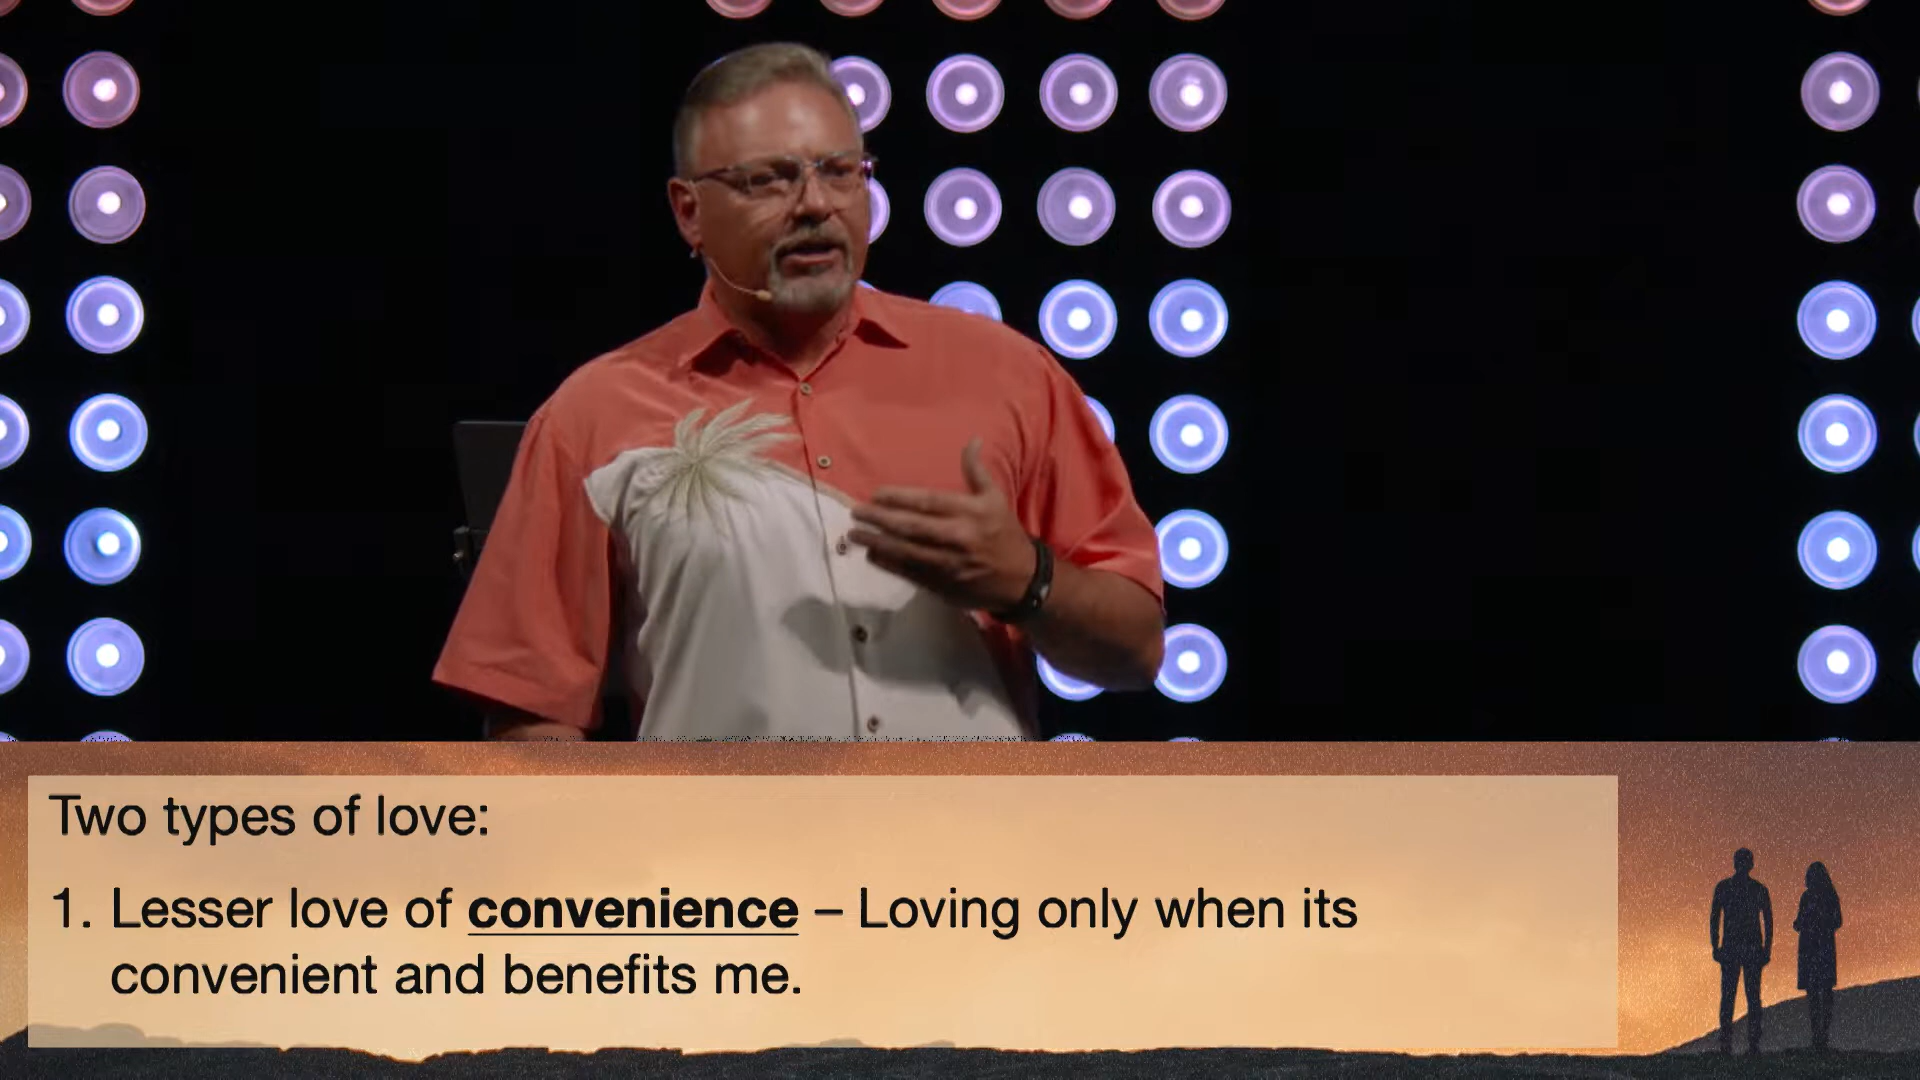 Two types of love:
1. Lesser love of convenience – Loving only when its
convenient and benefits me.